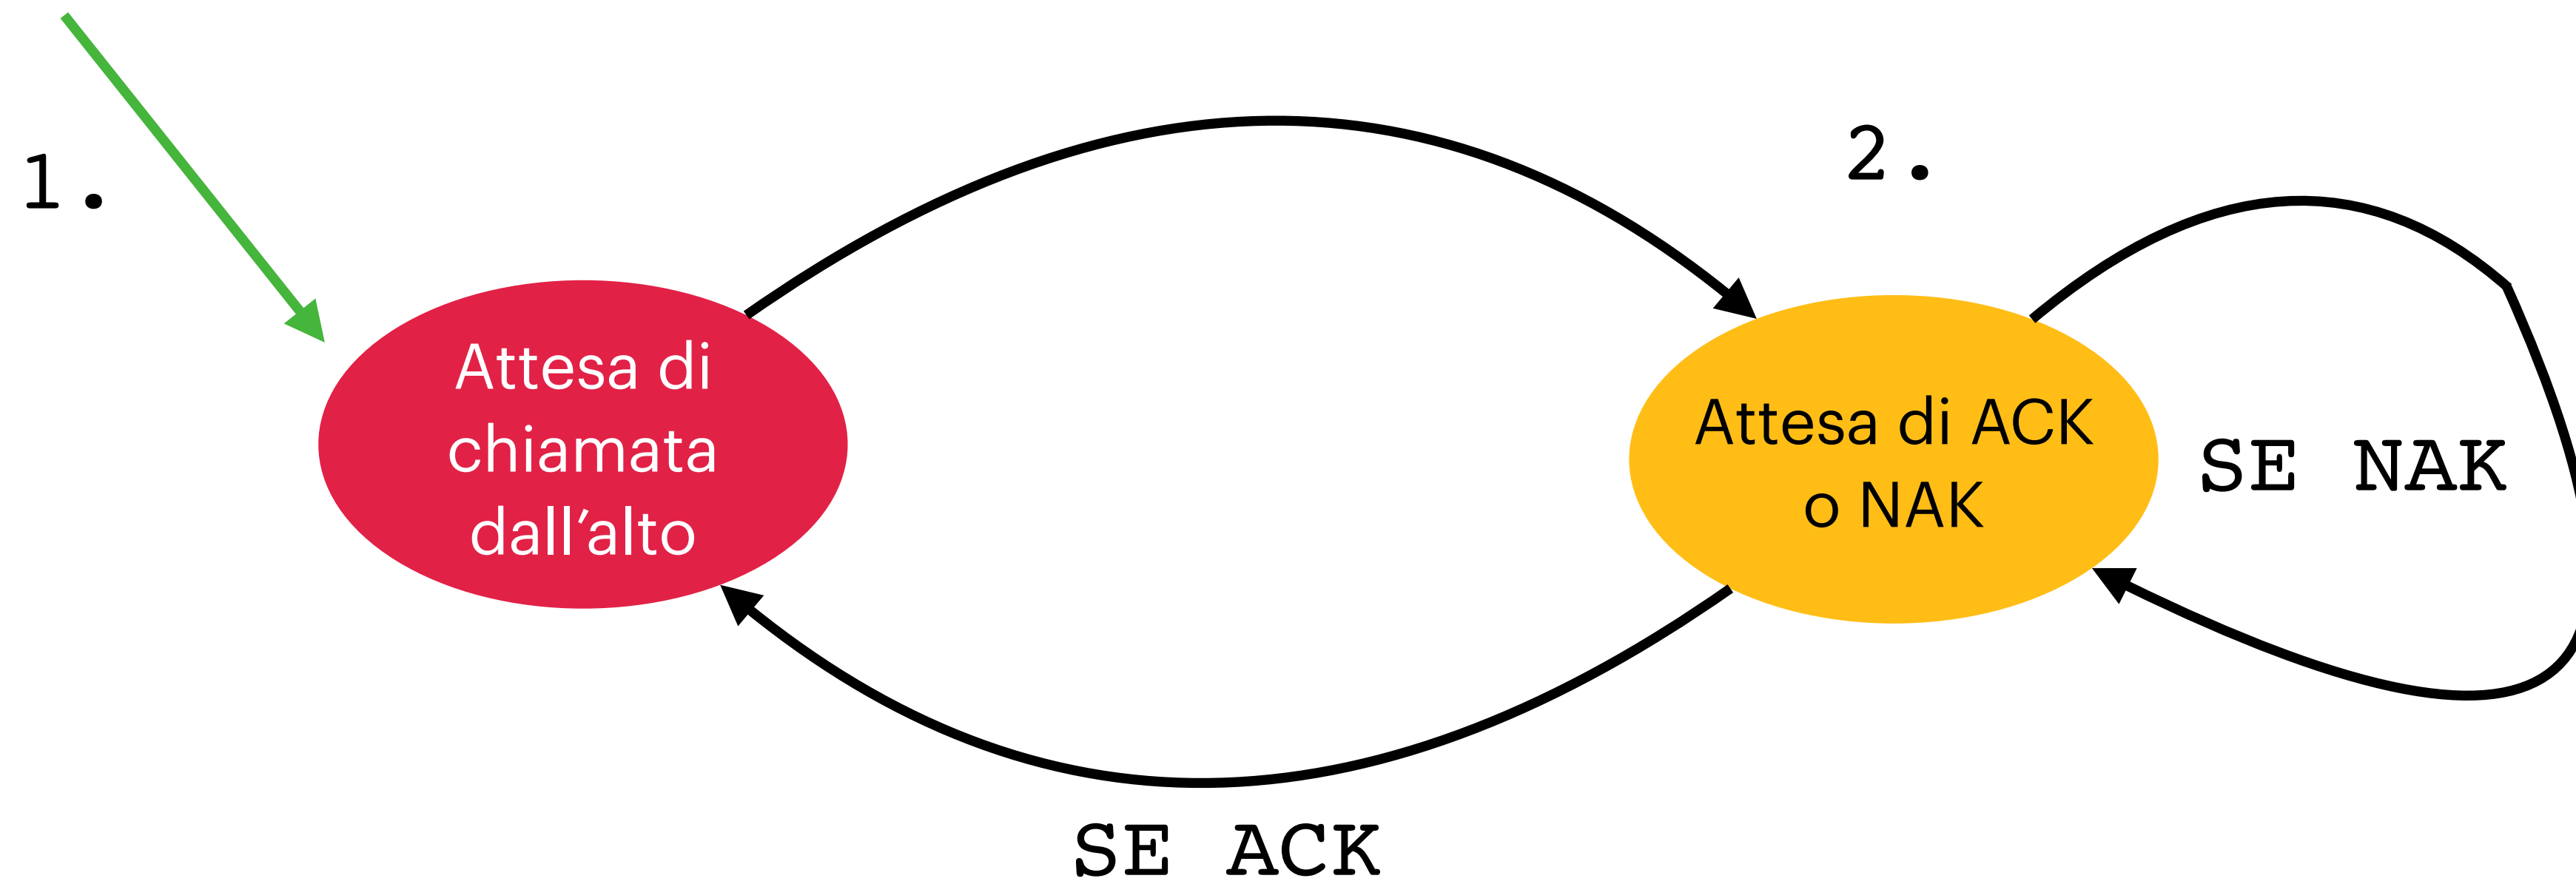 1.
2.
Attesa di
chiamata
dall’alto
Attesa di ACK
o NAK
SE NAK
SE ACK